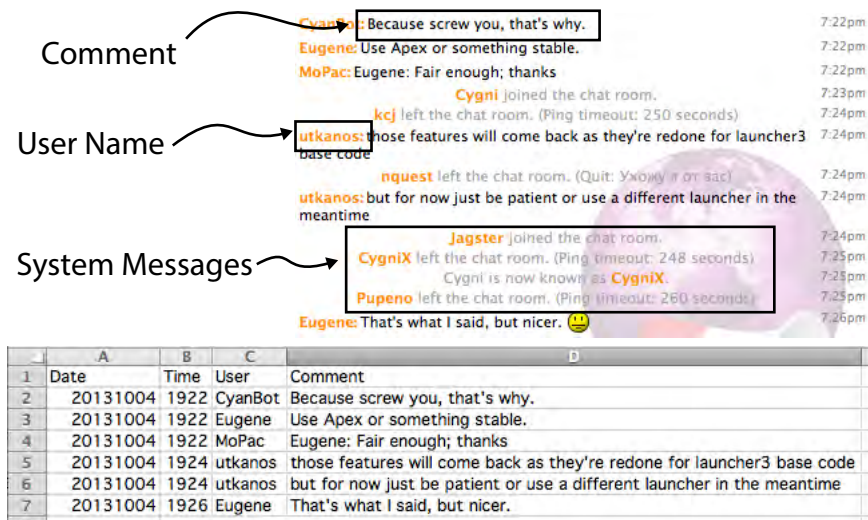 Comment
User Name
System Messages
CyanBot: Because screw you, that's why. 7:22pm
Eugene: Use Apex or something stable. 7:22pm
MoPac: Eugene: Fair enough; thanks 7:22pm
Cygni joined the chat room. 7:23pm
kcj left the chat room. (Ping timeout: 250 seconds) 7:24pm
utkanos: those features will come back as they're redone for launcher3 7:24pm
base code
nquest left the chat room. (Quit: Ухожу я от вас) 7:24pm
utkanos: but for now just be patient or use a different launcher in the 7:24pm
meantime
Jagster joined the chat room. 7:24pm
CygniX left the chat room. (Ping timeout: 248 seconds) 7:25pm
Cygni is now known as CygniX. 7:25pm
Pupeno left the chat room. (Ping timeout: 260 seconds) 7:25pm
Eugene: That's what I said, but nicer. 7:26pm
A B C D
1 Date Time User Comment
2 20131004 1922 CyanBot Because screw you, that's why.
3 20131004 1922 Eugene Use Apex or something stable.
4 20131004 1922 MoPac Eugene: Fair enough; thanks
5 20131004 1924 utkanos those features will come back as they're redone for launcher3 base code
6 20131004 1924 utkanos but for now just be patient or use a different launcher in the meantime
7 20131004 1926 Eugene That's what I said, but nicer.